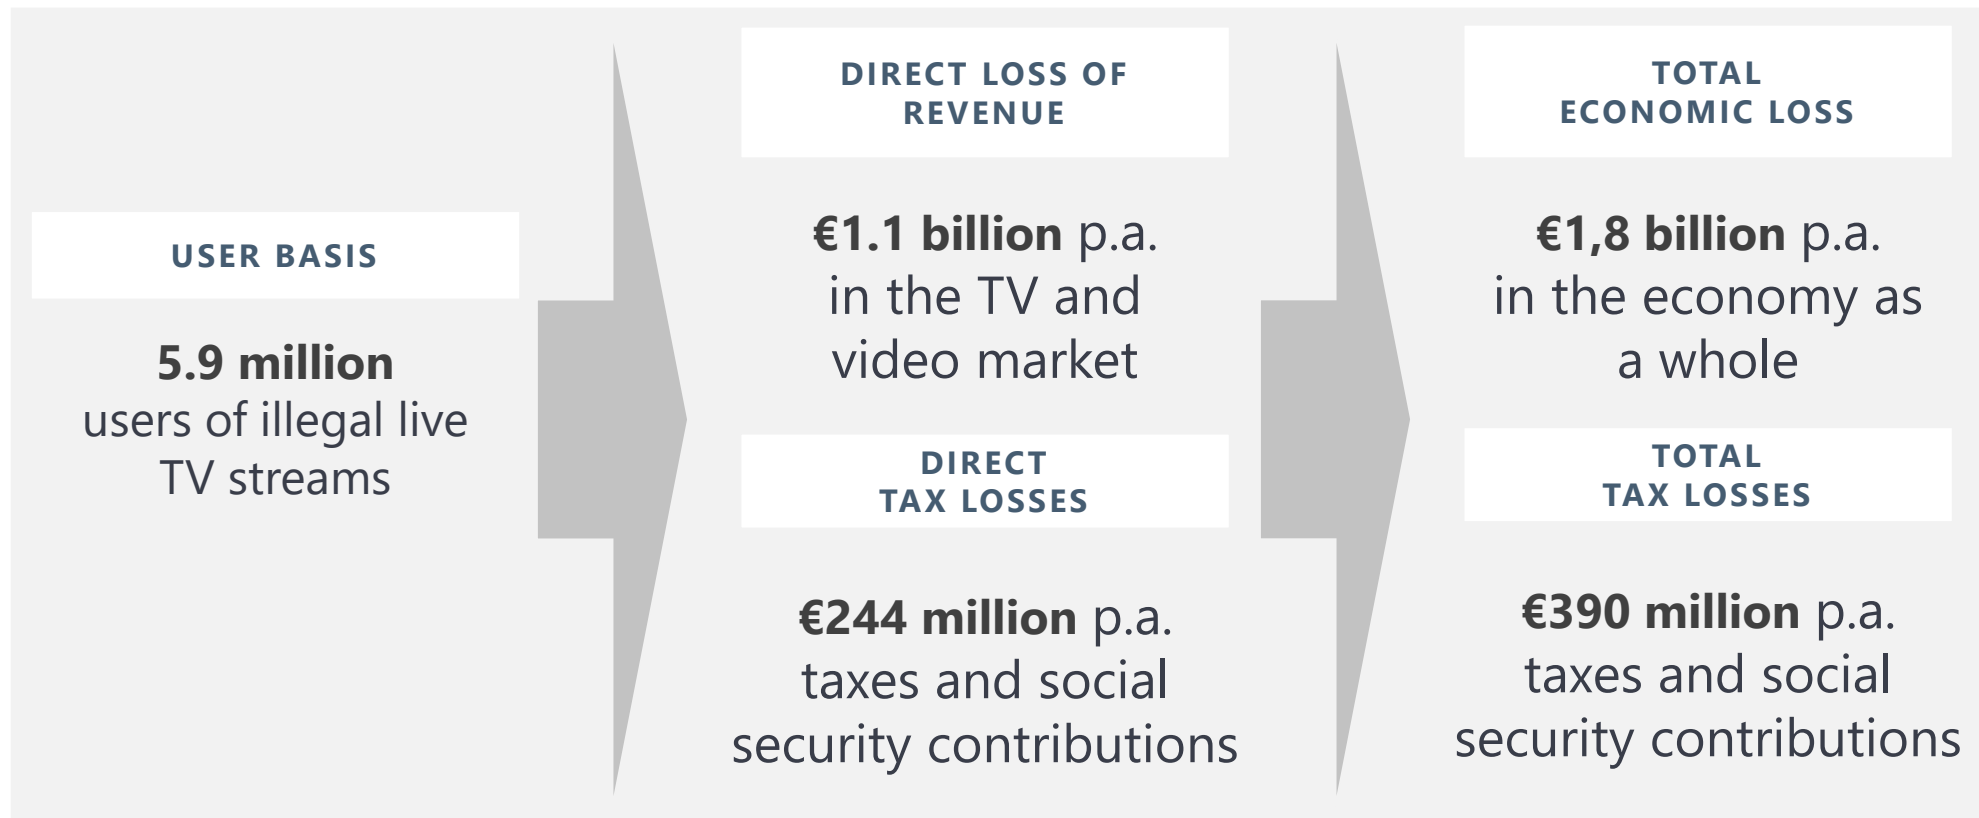 USER BASIS
5.9 million
users of illegal live
TV streams
DIRECT LOSS OF
REVENUE
€1.1 billion p.a.
in the TV and
video market
DIRECT
TAX LOSSES
€244 million p.a.
taxes and social
security contributions
TOTAL
ECONOMIC LOSS
€1,8 billion p.a.
in the economy as
a whole
TOTAL
TAX LOSSES
€390 million p.a.
taxes and social
security contributions